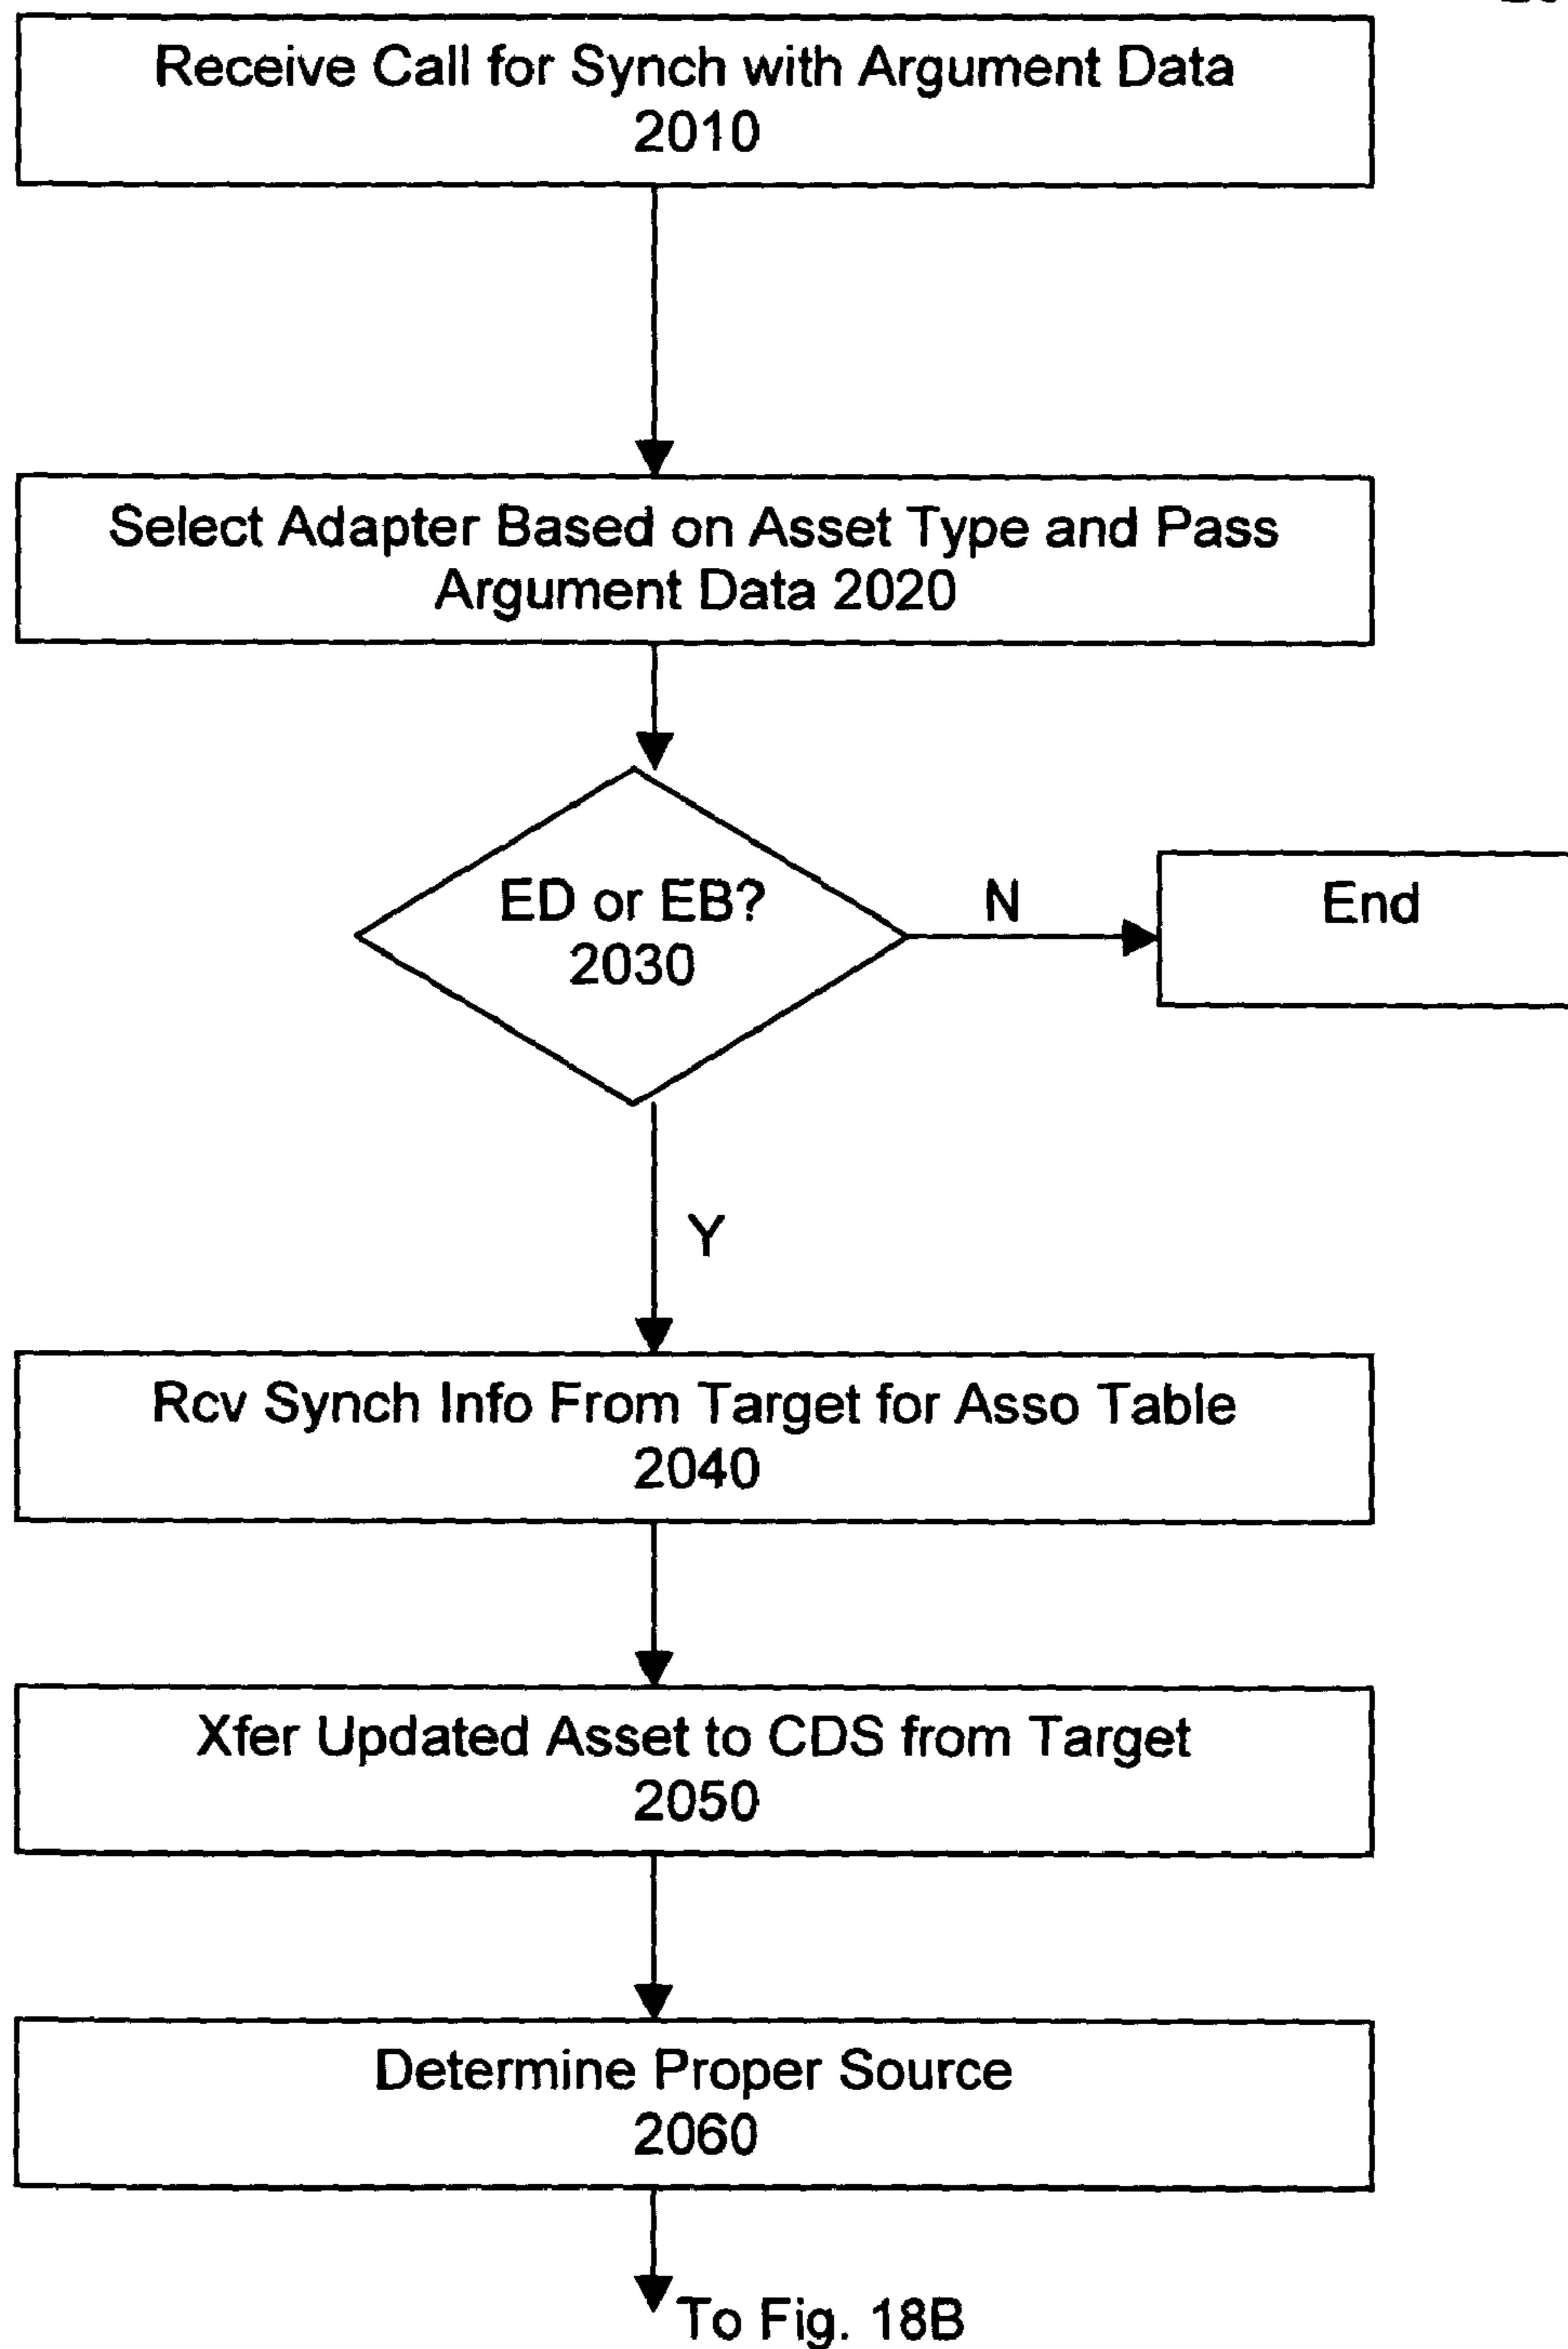 Receive Call for Synch with Argument Data
2010
Select Adapter Based on Asset Type and Pass
Argument Data 2020
ED or EB?
2030
N
End
Y
Rcv Synch Info From Target for Asso Table
2040
Xfer Updated Asset to CDS from Target
2050
Determine Proper Source
2060
To Fig. 18B